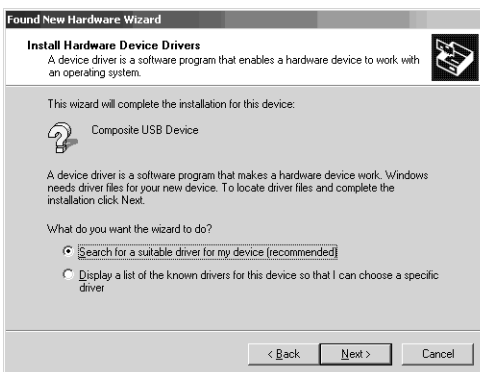 Found New Hardware Wizard
Install Hardware Device Drivers
A device driver is a software program that enables a hardware device to work with
an operating system.
This wizard will complete the installation for this device:
Composite USB Device
A device driver is a software program that makes a hardware device work. Windows
needs driver files for your new device. To locate driver files and complete the
installation click Next.
What do you want the wizard to do?
Search for a suitable driver for my device (recommended)
Display a list of the known drivers for this device so that I can choose a specific
driver
< Back Next > Cancel